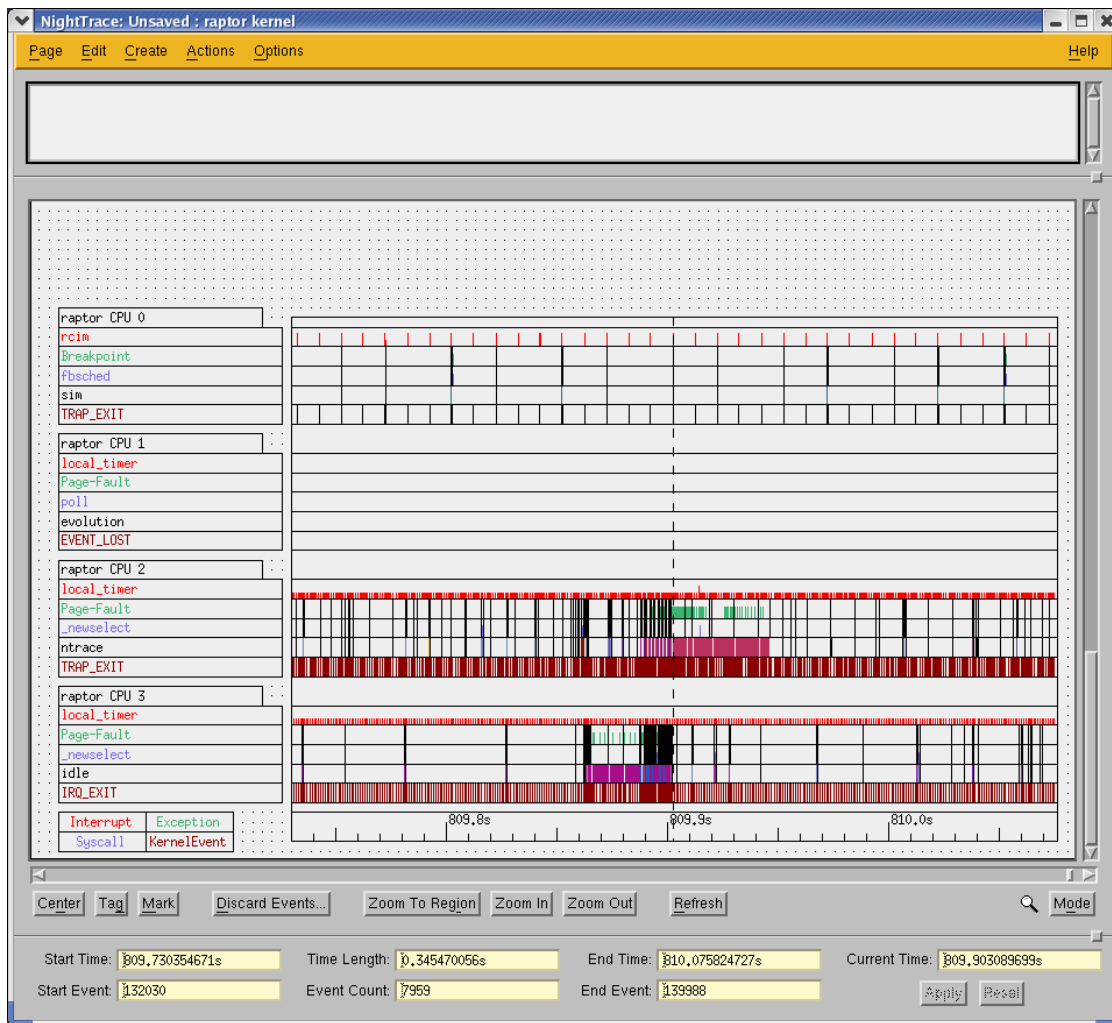 NightTrace: Unsaved : raptor kernel
Page Edit Create Actions Options Help
raptor CPU 0
rcim
Breakpoint
fbsched
sim
TRAP_EXIT
raptor CPU 1
local_timer
Page-Fault
poll
evolution
EVENT_LOST
raptor CPU 2
local_timer
Page-Fault
_newselect
ntrace
TRAP_EXIT
raptor CPU 3
local_timer
Page-Fault
_newselect
idle
IRQ_EXIT
Interrupt Exception
Syscall KernelEvent
809.8s 809.9s 810.0s
Center Tag Mark Discard Events... Zoom To Region Zoom In Zoom Out Refresh Mode
Start Time: 809.730354671s Time Length: 0.345470056s End Time: 810.075824727s Current Time: 809.903089699s
Start Event: 132030 Event Count: 7959 End Event: 139988 Apply Reset